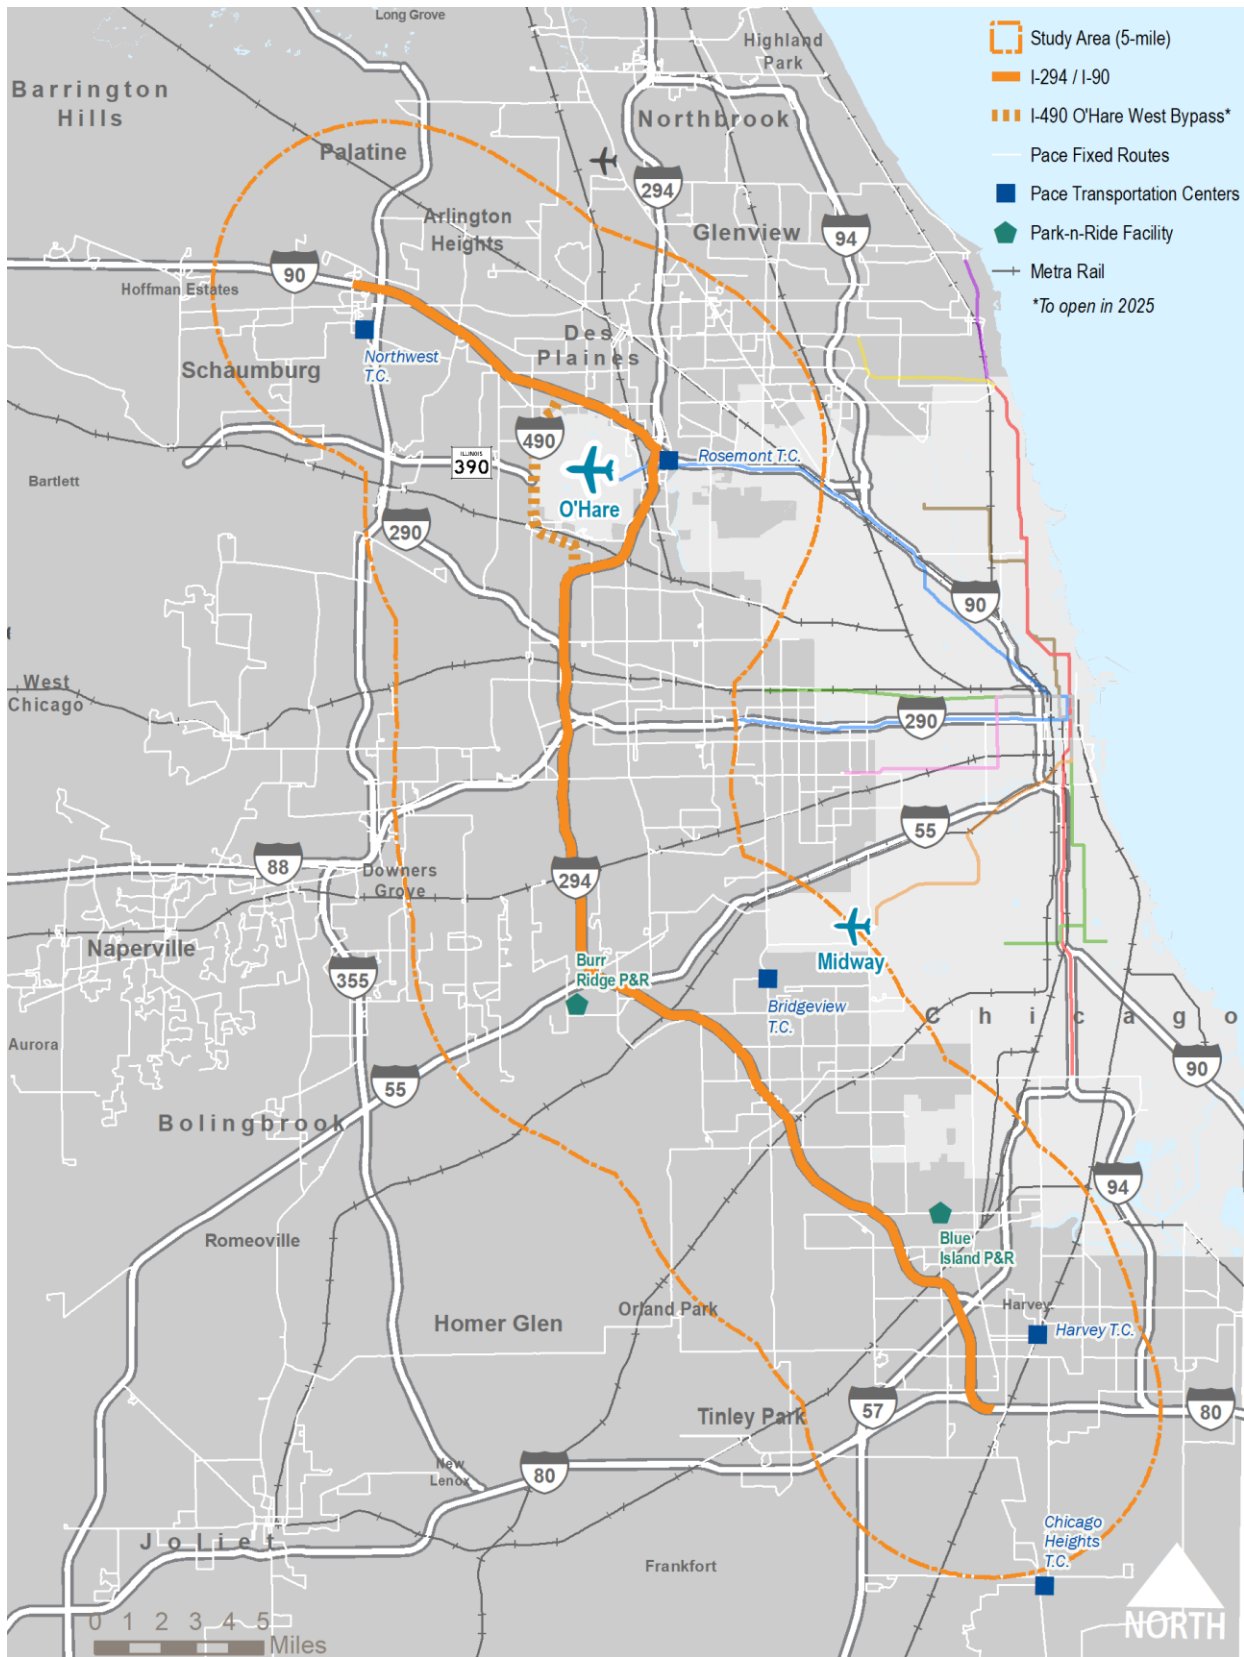 Long Grove
Highland
Park
Study Area (5-mile)
I-294 / I-90
I-490 O'Hare West Bypass*
Pace Fixed Routes
Pace Transportation Centers
Park-n-Ride Facility
Metra Rail
*To open in 2025
Barrington
Hills
Northbrook
Palatine
294
Arlington
Heights
Glenview
94
90
Hoffman Estates
Des
Plaines
Northwest
T.C.
Schaumburg
490
ILLINOIS
390
Rosemont T.C.
Bartlett
O'Hare
290
90
West
Chicago
290
55
88
Downers
Grove
294
Naperville
355
Burr
Ridge P&R
Midway
Bridgeview
T.C.
Chicago
Aurora
55
90
Bolingbrook
94
Romeoville
Blue
Island P&R
Homer Glen
Orland Park
Harvey
Harvey T.C.
Tinley Park
57
80
New
Lenox
80
Joliet
Chicago
Heights
T.C.
Frankfort
0 1 2 3 4 5
Miles
NORTH